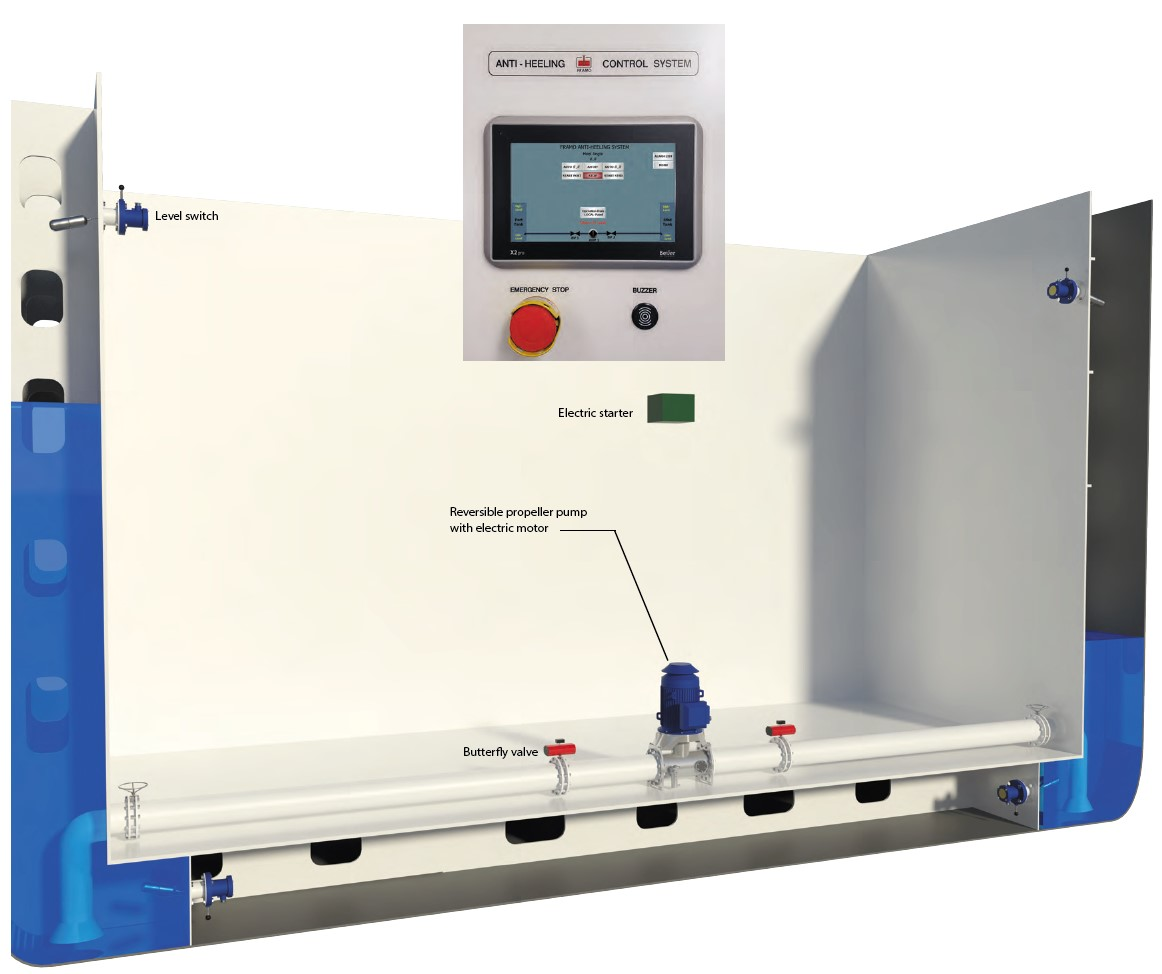 ANTI - HEELING FRAMO CONTROL SYSTEM
FRAMO ANTI-HEELING SYSTEM
X2 pro
Beijer
EMERGENCY STOP
BUZZER
Level switch
Electric starter
Reversible propeller pump
with electric motor
Butterfly valve